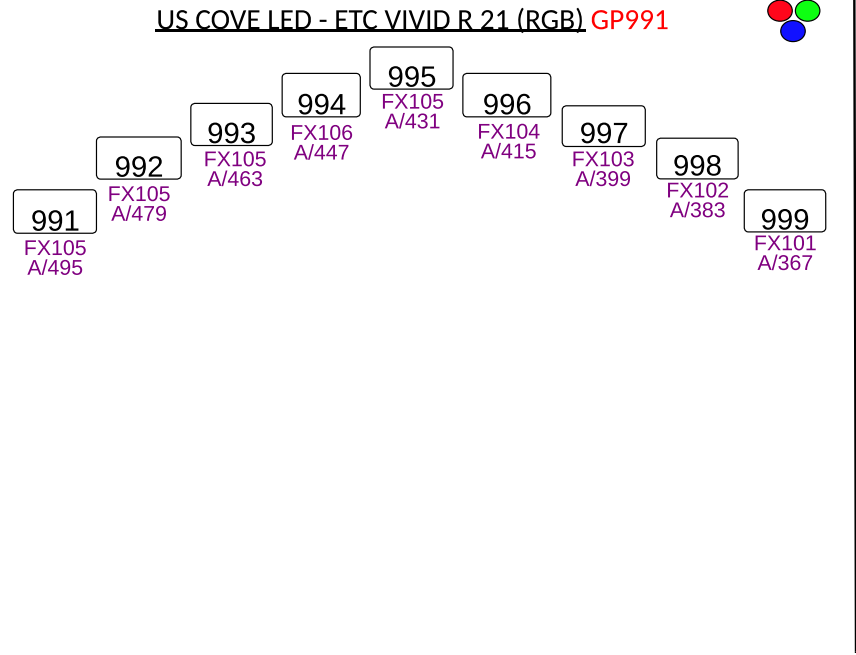 US COVE LED - ETC VIVID R 21 (RGB) GP991
991
FX105
A/495
992
FX105
A/479
993
FX105
A/463
994
FX106
A/447
995
FX105
A/431
996
FX104
A/415
997
FX103
A/399
998
FX102
A/383
999
FX101
A/367